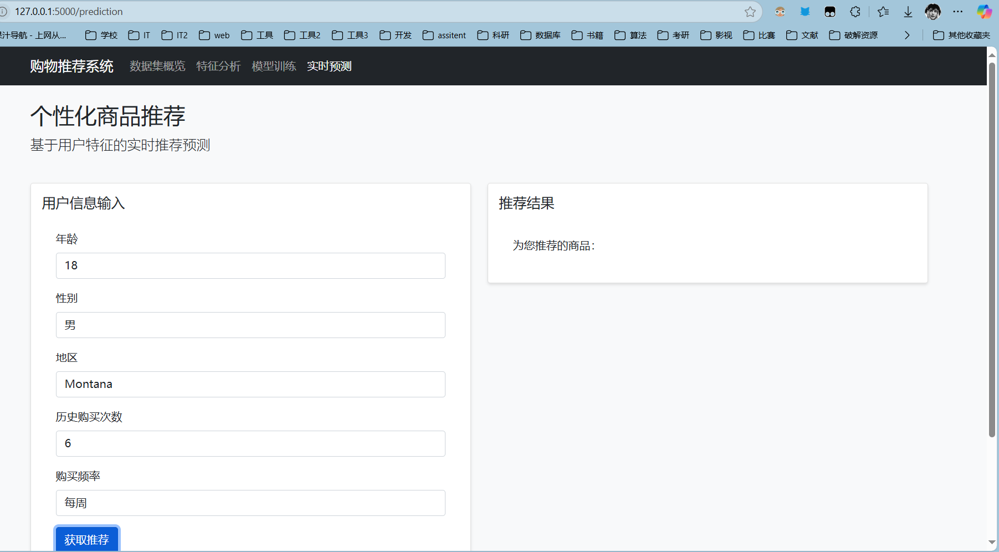 127.0.0.1:5000/prediction
汁导航 - 上网从... 学校 IT IT2 web 工具 工具2 工具3 开发 assitent 科研 数据库 书籍 算法 考研 影视 比赛 文献 破解资源 其他收藏夹
购物推荐系统 数据集概览 特征分析 模型训练 实时预测
个性化商品推荐
基于用户特征的实时推荐预测
用户信息输入
年龄
18
性别
男
地区
Montana
历史购买次数
6
购买频率
每周
获取推荐
推荐结果
为您推荐的商品：